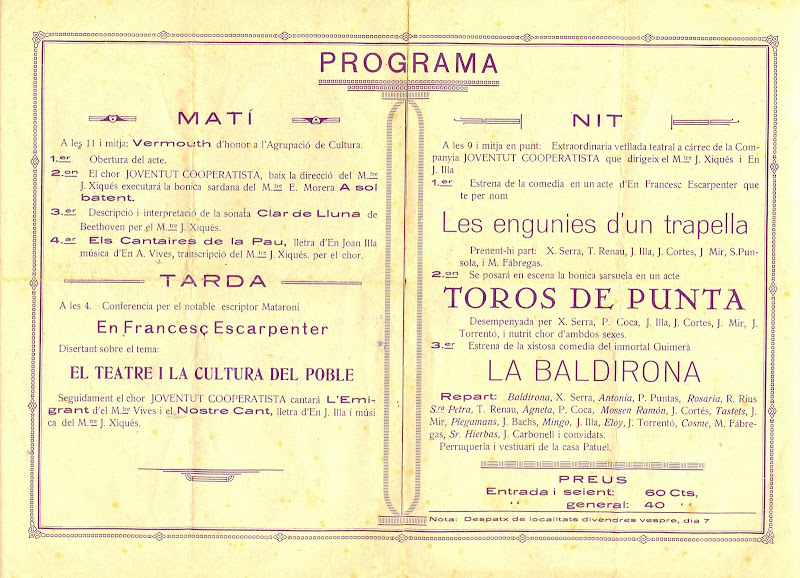 PROGRAMA
MATÍ
A les 11 i mitja: Vermouth d'honor a l'Agrupació de Cultura.
1.er Obertura del acte.
2.on El chor JOVENTUT COOPERATISTA, baix la direcció del M.tre
J. Xiqués executará la bonica sardana del M.tre E. Morera A sol
batent.
3.er Descripció i interpretació de la sonata Clar de Lluna de
Beethoven per el M.tre J. Xiqués.
4.ar Els Cantaires de la Pau, lletra d'En Joan Illa
música d'En A. Vives, transcripció del M.tre J. Xiqués. per el chor.
TARDA
A les 4. Conferencia per el notable escriptor Mataroní
En Francesç Escarpenter
Disertant sobre el tema:
EL TEATRE I LA CULTURA DEL POBLE
Seguidament el chor JOVENTUT COOPERATISTA cantará L'Emi-
grant d'el M.tre Vives i el Nostre Cant, lletra d'En J. Illa i músi
ca del M.tre J. Xiqués.
NIT
A les 9 i mitja en punt: Extraordinaria vetllada teatral a cárrec de la Com-
panyia JOVENTUT COOPERATISTA que dirigeix el M.tre J. Xiqués i En
J. Illa
1.er Estrena de la comedia en un acte d'En Francesc Escarpenter que
te per nom
Les engunies d'un trapella
Prenent-hi part: X. Serra, T. Renau, J. Illa, J. Cortes, J Mir, S.Pun-
sola, i M. Fábregas.
2.on Se posará en escena la bonica sarsuela en un acte
TOROS DE PUNTA
Desempenyada per X. Serra, P. Coca, J. Illa, J. Cortes, J. Mir, J.
Torrentó, i nutrit chor d'ambdos sexes.
3.er Estrena de la xistosa comedia del inmortal Guimerà
LA BALDIRONA
Repart: Baldirona, X. Serra, Antonia, P. Puntas, Rosaria, R. Rius
S.ra Petra, T. Renau, Agneta, P. Coca, Mossen Ramón, J. Cortés, Tastets, J.
Mir, Plegamans, J. Bachs, Mingo, J. Illa, Eloy, J. Torrentó, Cosme, M. Fábre-
gas, Sr. Hierbas, J. Carbonell i convidats.
Perruquería i vestiuari de la casa Patuel.
PREUS
Entrada i seient: 60 Cts,
“ general: 40 “
Nota: Despatx de localitats divendres vespre, dia 7